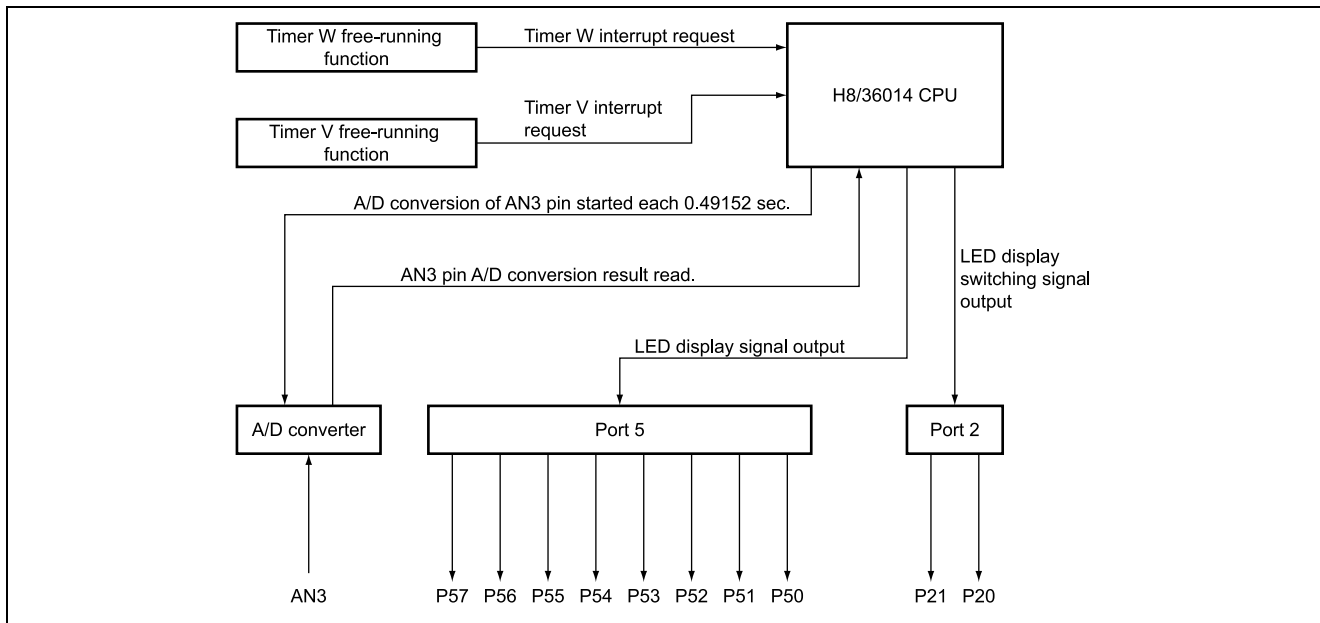 Timer W free-running
function
Timer W interrupt request
H8/36014 CPU
Timer V free-running
function
Timer V interrupt
request
A/D conversion of AN3 pin started each 0.49152 sec.
AN3 pin A/D conversion result read.
LED display
switching signal
output
LED display signal output
A/D converter
Port 5
Port 2
AN3
P57 P56 P55 P54 P53 P52 P51 P50
P21 P20